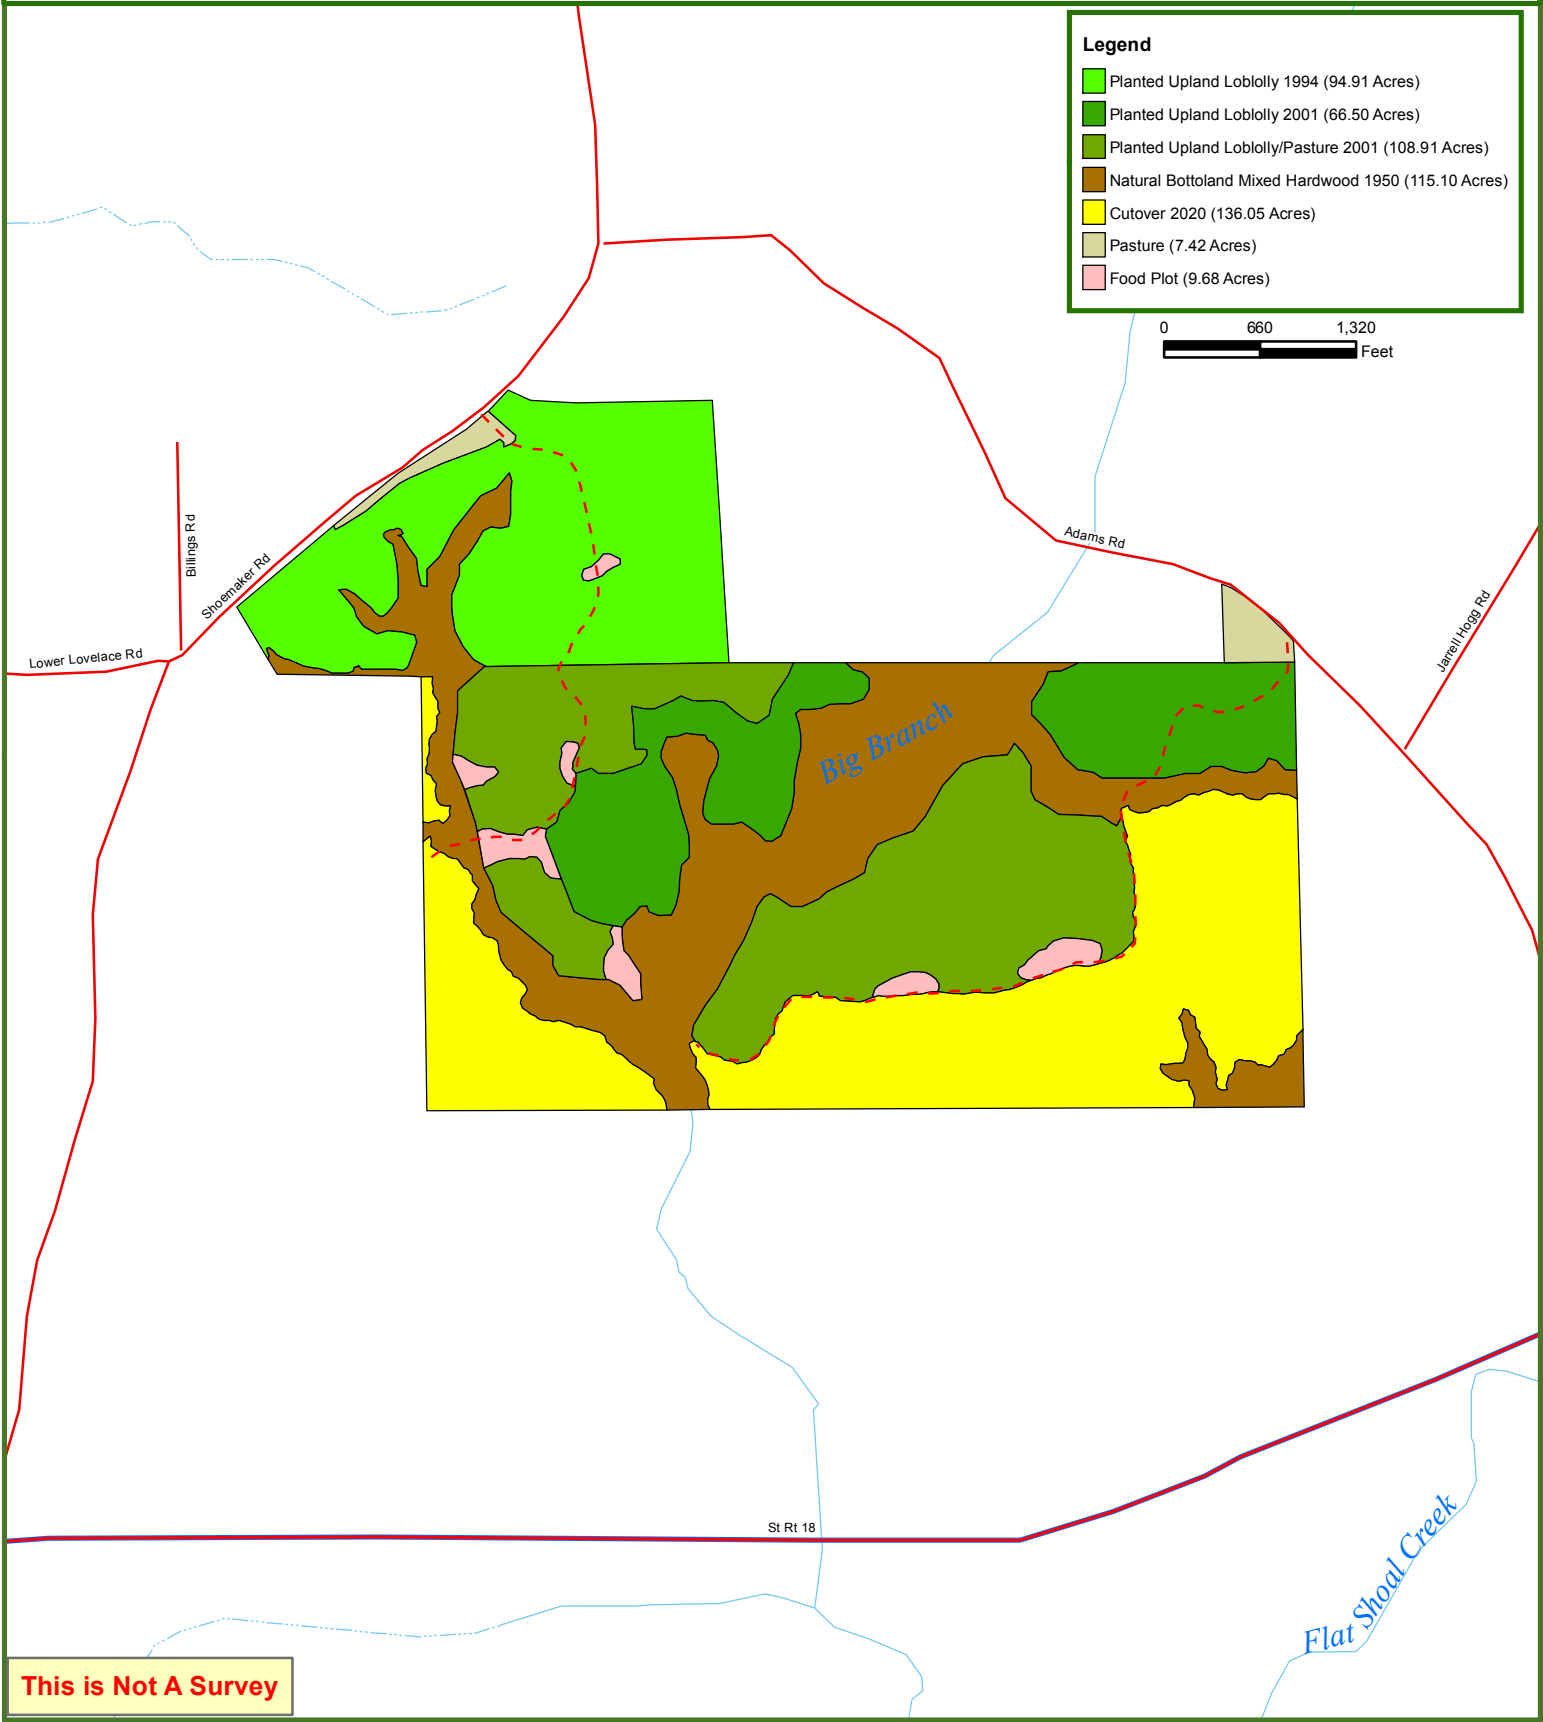 Legend
Planted Upland Loblolly 1994 (94.91 Acres)
Planted Upland Loblolly 2001 (66.50 Acres)
Planted Upland Loblolly/Pasture 2001 (108.91 Acres)
Natural Bottoland Mixed Hardwood 1950 (115.10 Acres)
Cutover 2020 (136.05 Acres)
Pasture (7.42 Acres)
Food Plot (9.68 Acres)
0 660 1,320
Feet
Adams Rd
Billings Rd
Shoemaker Rd
Jarrell Hogg Rd
Lower Lovelace Rd
Big Branch
St Rt 18
Flat Shoal Creek
This is Not A Survey